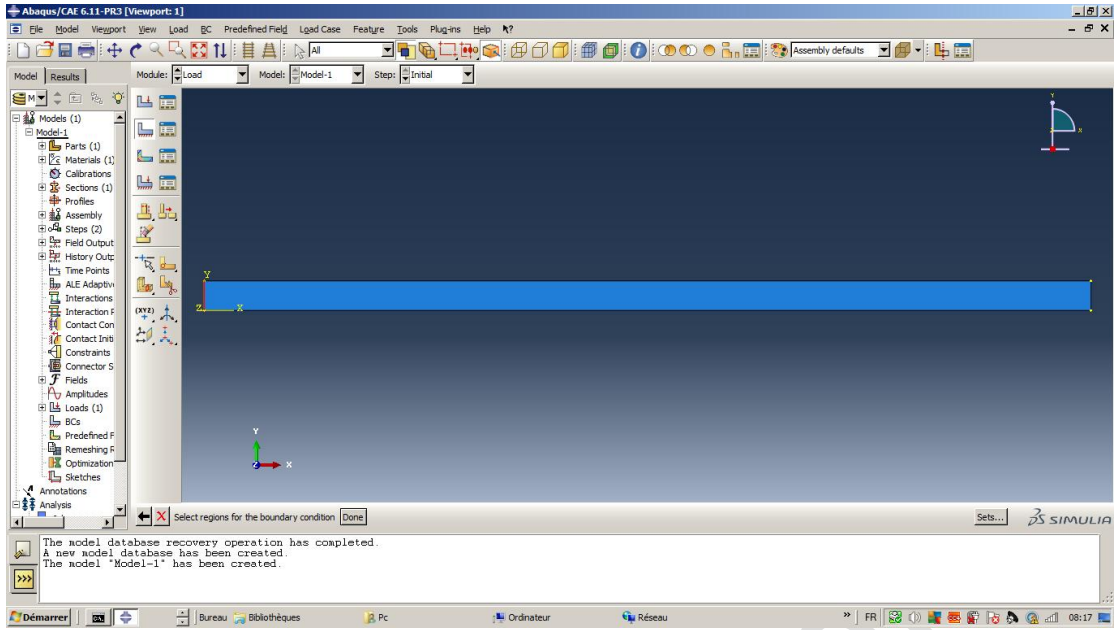 Abaqus/CAE 6.11-PR3 [Viewport: 1]
File Model Viewport View Load BC Predefined Field Load Case Feature Tools Plug-ins Help
All
Assembly defaults
Model Results
Module: Load Model: Model-1 Step: Initial
M
Models (1)
Model-1
Parts (1)
Materials (1)
Calibrations
Sections (1)
Profiles
Assembly
Steps (2)
Field Output
History Outp
Time Points
ALE Adaptiv
Interactions
Interaction P
Contact Con
Contact Initi
Constraints
Connector S
Fields
Amplitudes
Loads (1)
BCs
Predefined F
Remeshing R
Optimization
Sketches
Annotations
Analysis
(XYZ)
Y
X
Y
Z X
Y
Z X
Select regions for the boundary condition Done Sets... SIMULIA
The model database recovery operation has completed.
A new model database has been created.
The model "Model-1" has been created.
>>>
Démarrer Bureau Bibliothèques Pc Ordinateur Réseau » FR 08:17